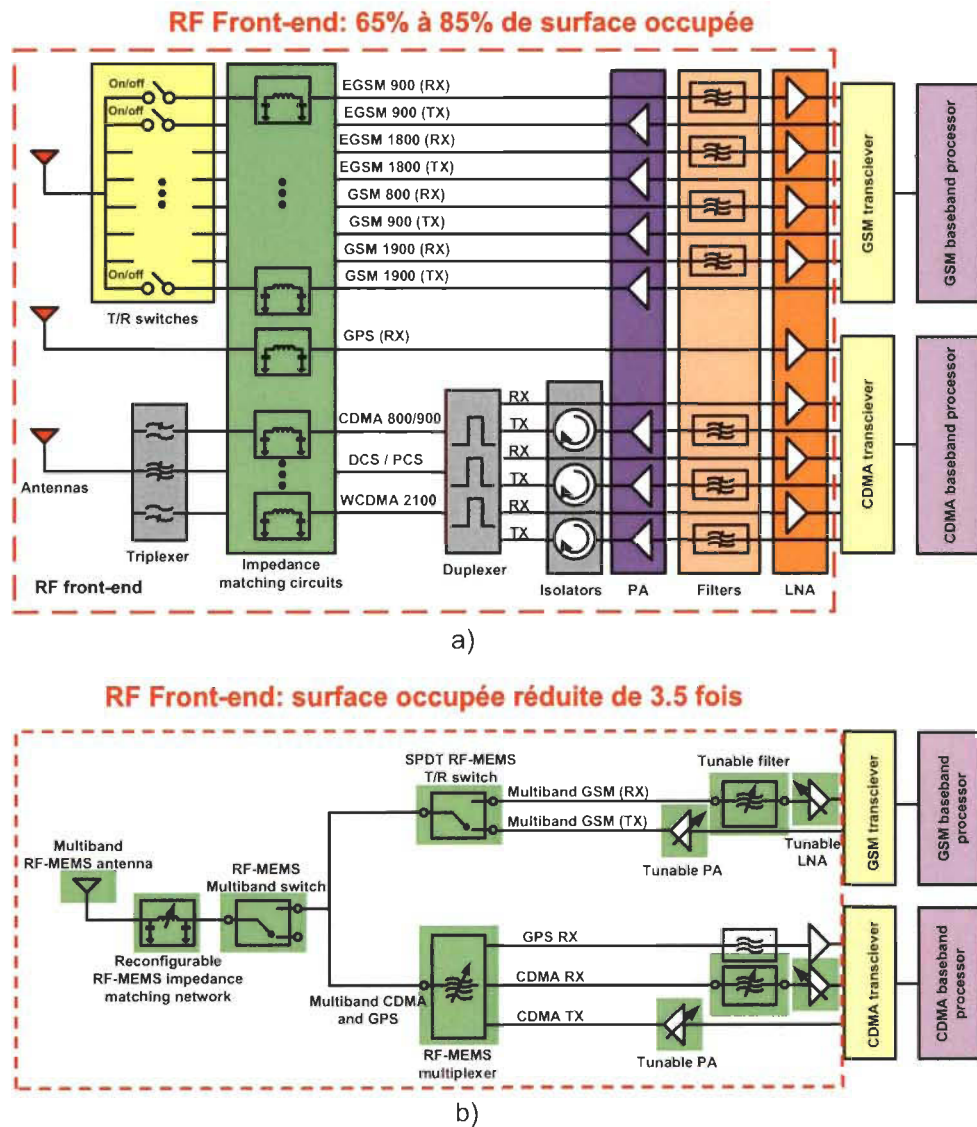 RF Front-end: 65% à 85% de surface occupée
On/off
On/off
On/off
T/R switches
EGSM 900 (RX)
EGSM 900 (TX)
EGSM 1800 (RX)
EGSM 1800 (TX)
GSM 800 (RX)
GSM 900 (TX)
GSM 1900 (RX)
GSM 1900 (TX)
GPS (RX)
CDMA 800/900
DCS / PCS
WCDMA 2100
RX
TX
RX
TX
RX
TX
Antennas
Triplexer
Impedance
matching circuits
Duplexer
Isolators
PA
Filters
LNA
RF front-end
GSM transciever
GSM baseband processor
CDMA transciever
CDMA baseband processor
a)
RF Front-end: surface occupée réduite de 3.5 fois
Multiband
RF-MEMS antenna
Reconfigurable
RF-MEMS impedance
matching network
RF-MEMS
Multiband switch
SPDT RF-MEMS
T/R switch
Multiband GSM (RX)
Multiband GSM (TX)
Tunable filter
Tunable
LNA
Tunable PA
Multiband CDMA
and GPS
RF-MEMS
multiplexer
GPS RX
CDMA RX
CDMA TX
Tunable PA
GSM transciever
GSM baseband
processor
CDMA transciever
CDMA baseband
processor
b)